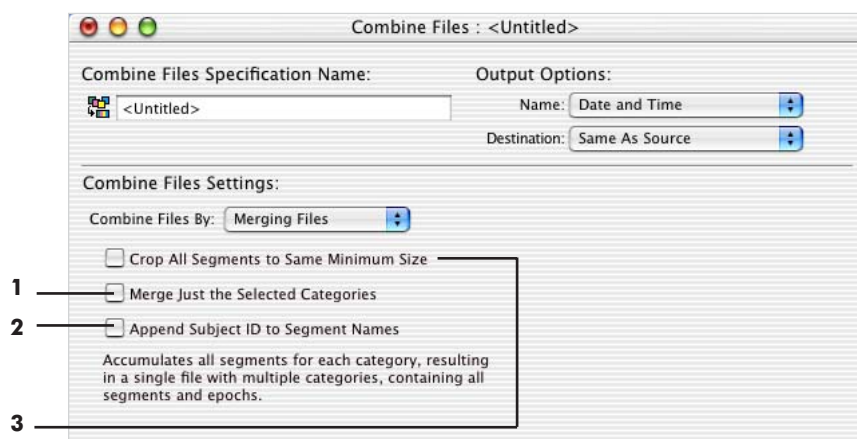 Combine Files : <Untitled>
Combine Files Specification Name:
<Untitled>
Output Options:
Name: Date and Time
Destination: Same As Source
Combine Files Settings:
Combine Files By: Merging Files
Crop All Segments to Same Minimum Size
1 Merge Just the Selected Categories
2 Append Subject ID to Segment Names
Accumulates all segments for each category, resulting
in a single file with multiple categories, containing all
segments and epochs.
3